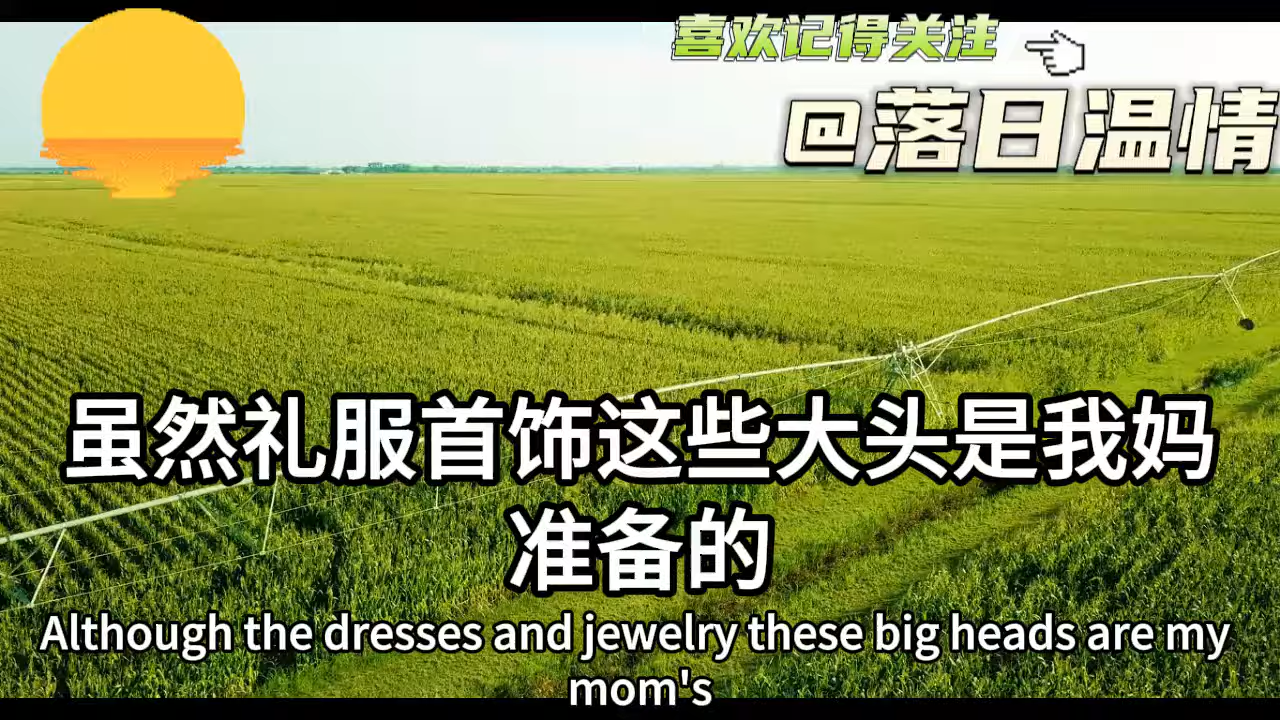 喜欢记得关注
@落日温情
虽然礼服首饰这些大头是我妈
准备的
Although the dresses and jewelry these big heads are my
mom's